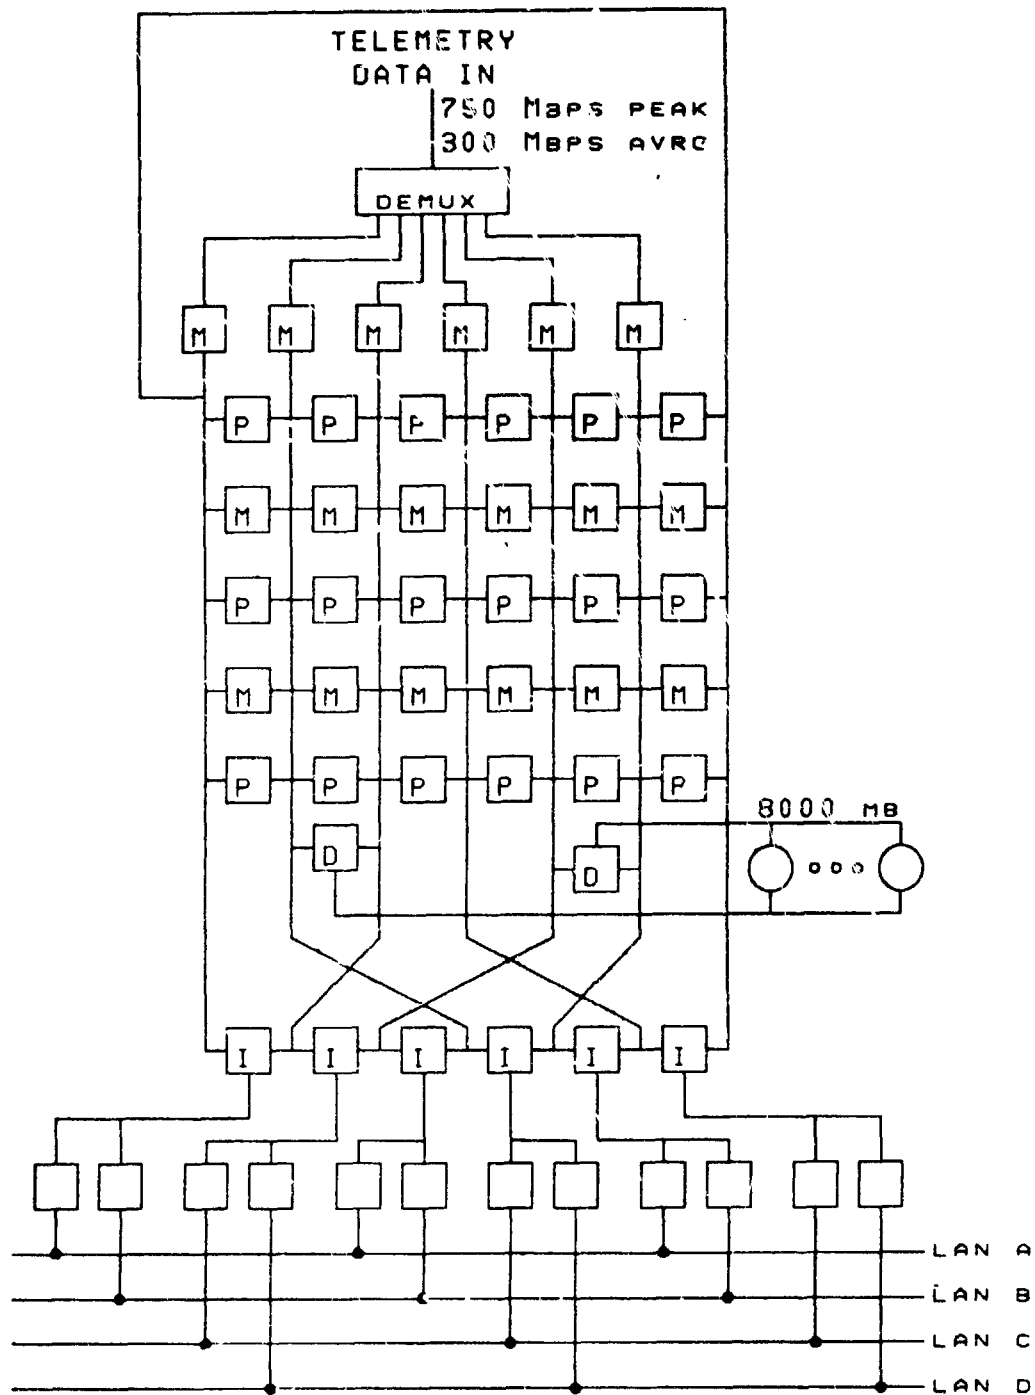 TELEMETRY
DATA IN
750 MBPS PEAK
300 MBPS AVRG
DEMUX
M M M M M M
P P P P P P
M M M M M M
P P P P P P
M M M M M M
P P P P P P
8000 MB
D D
I I I I I I
LAN A
LAN B
LAN C
LAN D